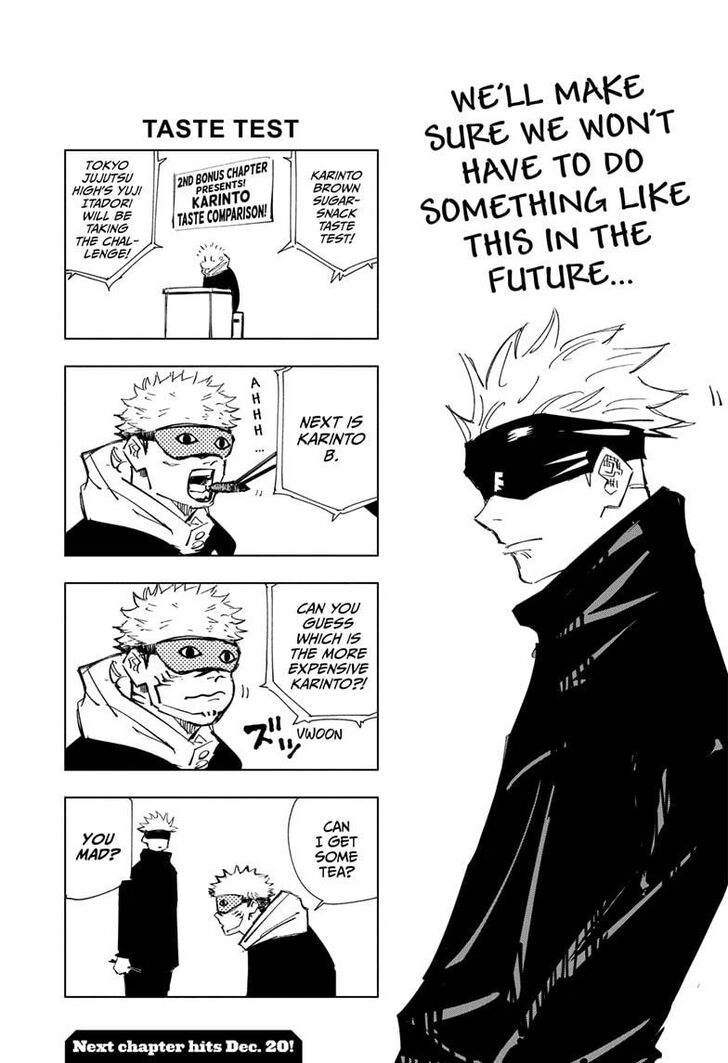 WE'LL MAKE
SURE WE WON'T
HAVE TO DO
SOMETHING LIKE
THIS IN THE
FUTURE...
TASTE TEST
KARINTO
BROWN
SUGAR-
SNACK
TASTE
TEST!
2ND BONUS CHAPTER
PRESENTS!
KARINTO
TASTE COMPARISON!
TOKYO
JUJUTSU
HIGH'S YUJI
ITADORI
WILL BE
TAKING
THE CHAL-
LENGE!
NEXT IS
KARINTO
B.
AHHH...
CAN YOU
GUESS
WHICH IS
THE MORE
EXPENSIVE
KARINTO?!
ズッ
VWOON
CAN
I GET
SOME
TEA?
YOU
MAD?
Next chapter hits Dec. 20!